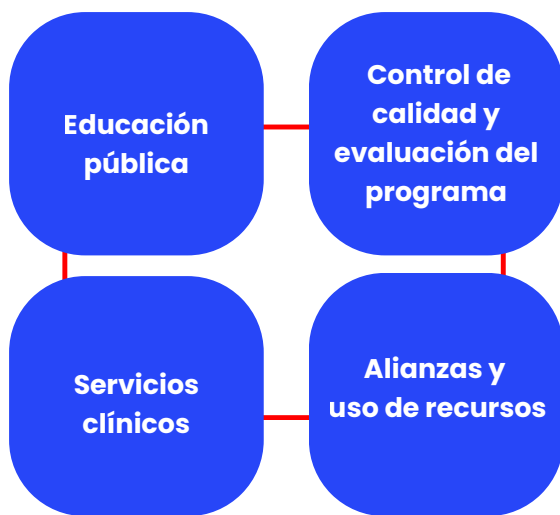 Educación
pública
Control de
calidad y
evaluación del
programa
Servicios
clínicos
Alianzas y
uso de recursos